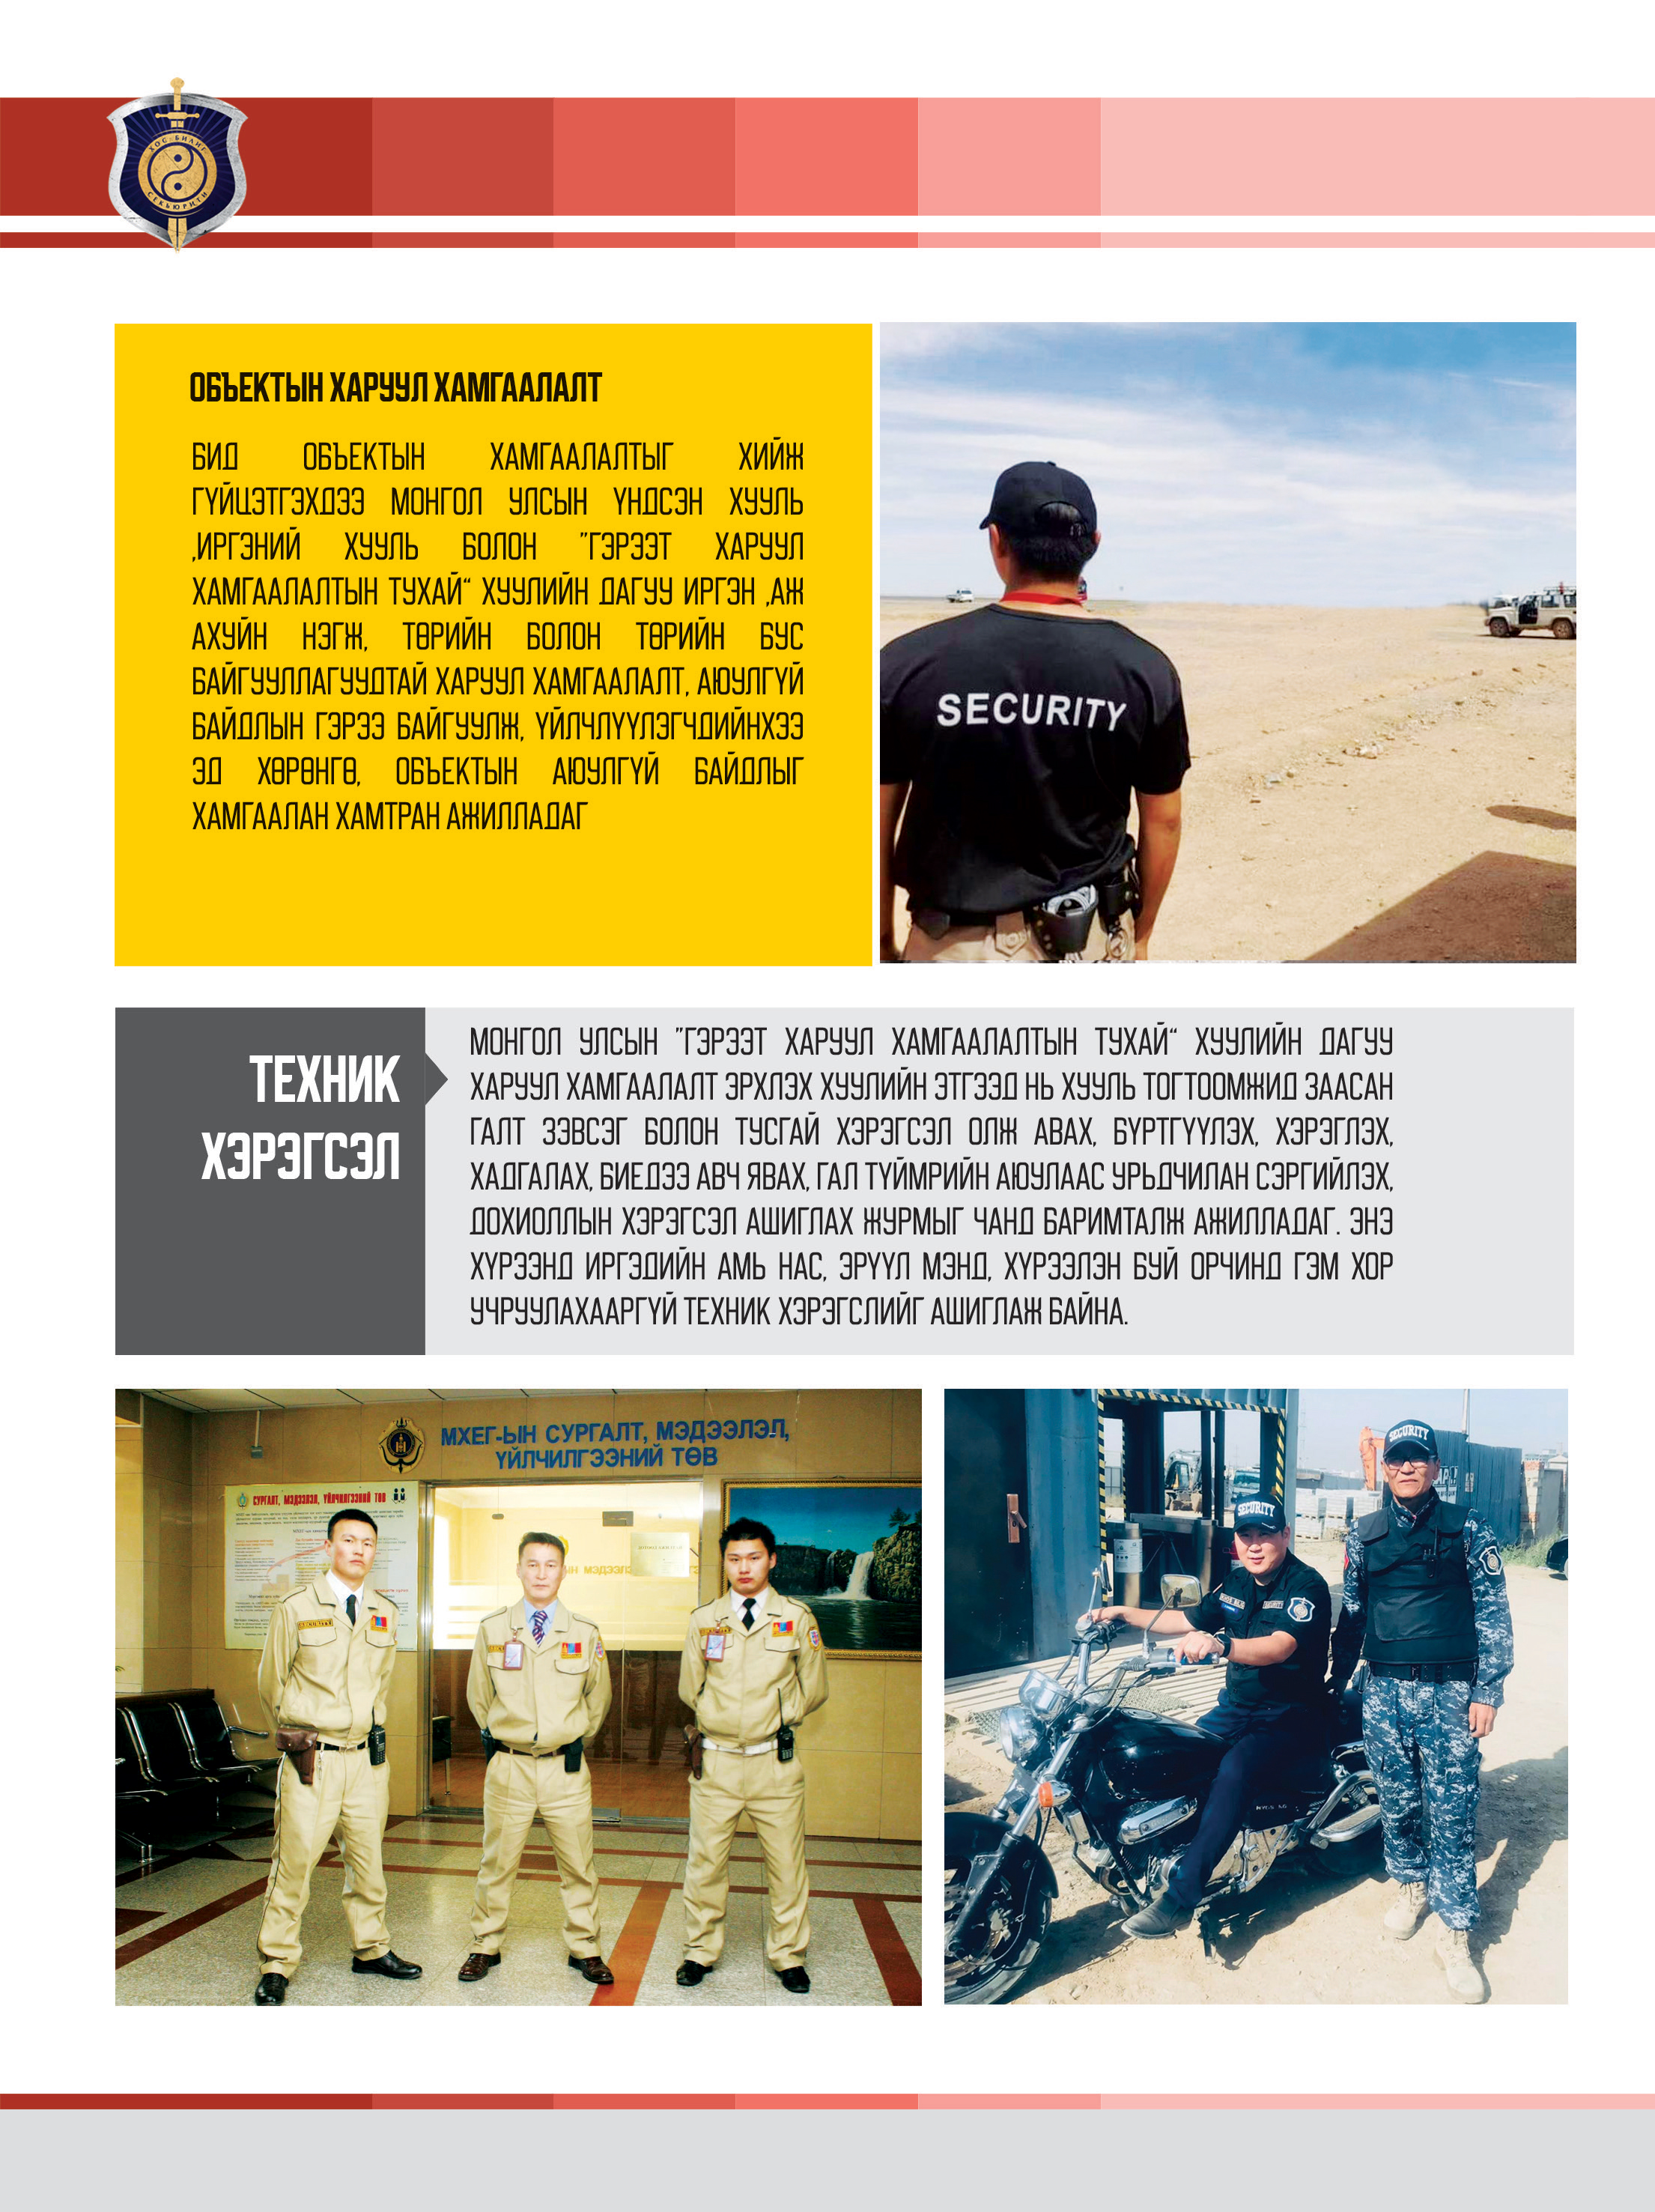 ХОС БИЛИГ
СЕКЬЮРИТИ
ОБЪЕКТЫН ХАРУУЛ ХАМГААЛАЛТ
БИД ОБЪЕКТЫН ХАМГААЛАЛТЫГ ХИЙЖ
ГҮЙЦЭТГЭХДЭЭ МОНГОЛ УЛСЫН ҮНДСЭН ХУУЛЬ
,ИРГЭНИЙ ХУУЛЬ БОЛОН "ГЭРЭЭТ ХАРУУЛ
ХАМГААЛАЛТЫН ТУХАЙ“ ХУУЛИЙН ДАГУУ ИРГЭН ,АЖ
АХУЙН НЭГЖ, ТӨРИЙН БОЛОН ТӨРИЙН БУС
БАЙГУУЛЛАГУУДТАЙ ХАРУУЛ ХАМГААЛАЛТ, АЮУЛГҮЙ
БАЙДЛЫН ГЭРЭЭ БАЙГУУЛЖ, ҮЙЛЧЛҮҮЛЭГЧДИЙНХЭЭ
ЭД ХӨРӨНГӨ, ОБЪЕКТЫН АЮУЛГҮЙ БАЙДЛЫГ
ХАМГААЛАН ХАМТРАН АЖИЛЛАДАГ
SECURITY
ТЕХНИК
ХЭРЭГСЭЛ
МОНГОЛ УЛСЫН "ГЭРЭЭТ ХАРУУЛ ХАМГААЛАЛТЫН ТУХАЙ“ ХУУЛИЙН ДАГУУ
ХАРУУЛ ХАМГААЛАЛТ ЭРХЛЭХ ХУУЛИЙН ЭТГЭЭД НЬ ХУУЛЬ ТОГТООМЖИД ЗААСАН
ГАЛТ ЗЭВСЭГ БОЛОН ТУСГАЙ ХЭРЭГСЭЛ ОЛЖ АВАХ, БҮРТГҮҮЛЭХ, ХЭРЭГЛЭХ,
ХАДГАЛАХ, БИЕДЭЭ АВЧ ЯВАХ, ГАЛ ТҮЙМРИЙН АЮУЛААС УРЬДЧИЛАН СЭРГИЙЛЭХ,
ДОХИОЛЛЫН ХЭРЭГСЭЛ АШИГЛАХ ЖУРМЫГ ЧАНД БАРИМТАЛЖ АЖИЛЛАДАГ. ЭНЭ
ХҮРЭЭНД ИРГЭДИЙН АМЬ НАС, ЭРҮҮЛ МЭНД, ХҮРЭЭЛЭН БУЙ ОРЧИНД ГЭМ ХОР
УЧРУУЛАХААРГҮЙ ТЕХНИК ХЭРЭГСЛИЙГ АШИГЛАЖ БАЙНА.
МХЕГ-ЫН СУРГАЛТ, МЭДЭЭЛЭЛ,
ҮЙЛЧИЛГЭЭНИЙ ТӨВ
СУРГАЛТ, МЭДЭЭЛЭЛ, ҮЙЛЧИЛГЭЭНИЙ ТӨВ
SECURITY
SECURITY
SECURITY